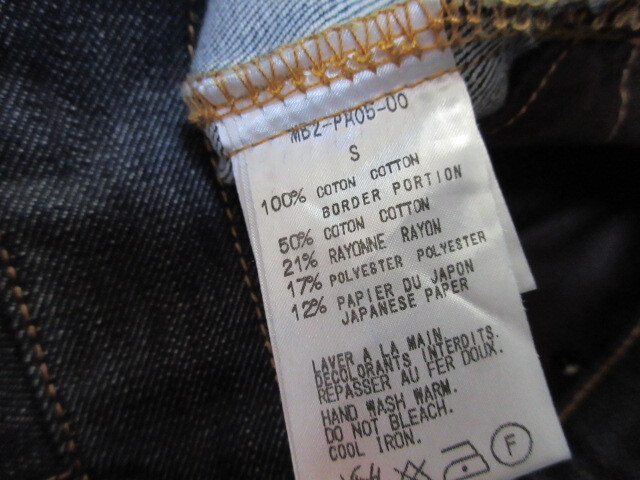 MB2-PA05-00
S
100% COTON COTTON
BORDER PORTION
50% COTON COTTON
21% RAYONNE RAYON
17% POLYESTER POLYESTER
12% PAPIER DU JAPON
JAPANESE PAPER
LAVER A LA MAIN.
DECOLORANTS INTERDITS.
REPASSER AU FER DOUX.
HAND WASH WARM.
DO NOT BLEACH.
COOL IRON.
F